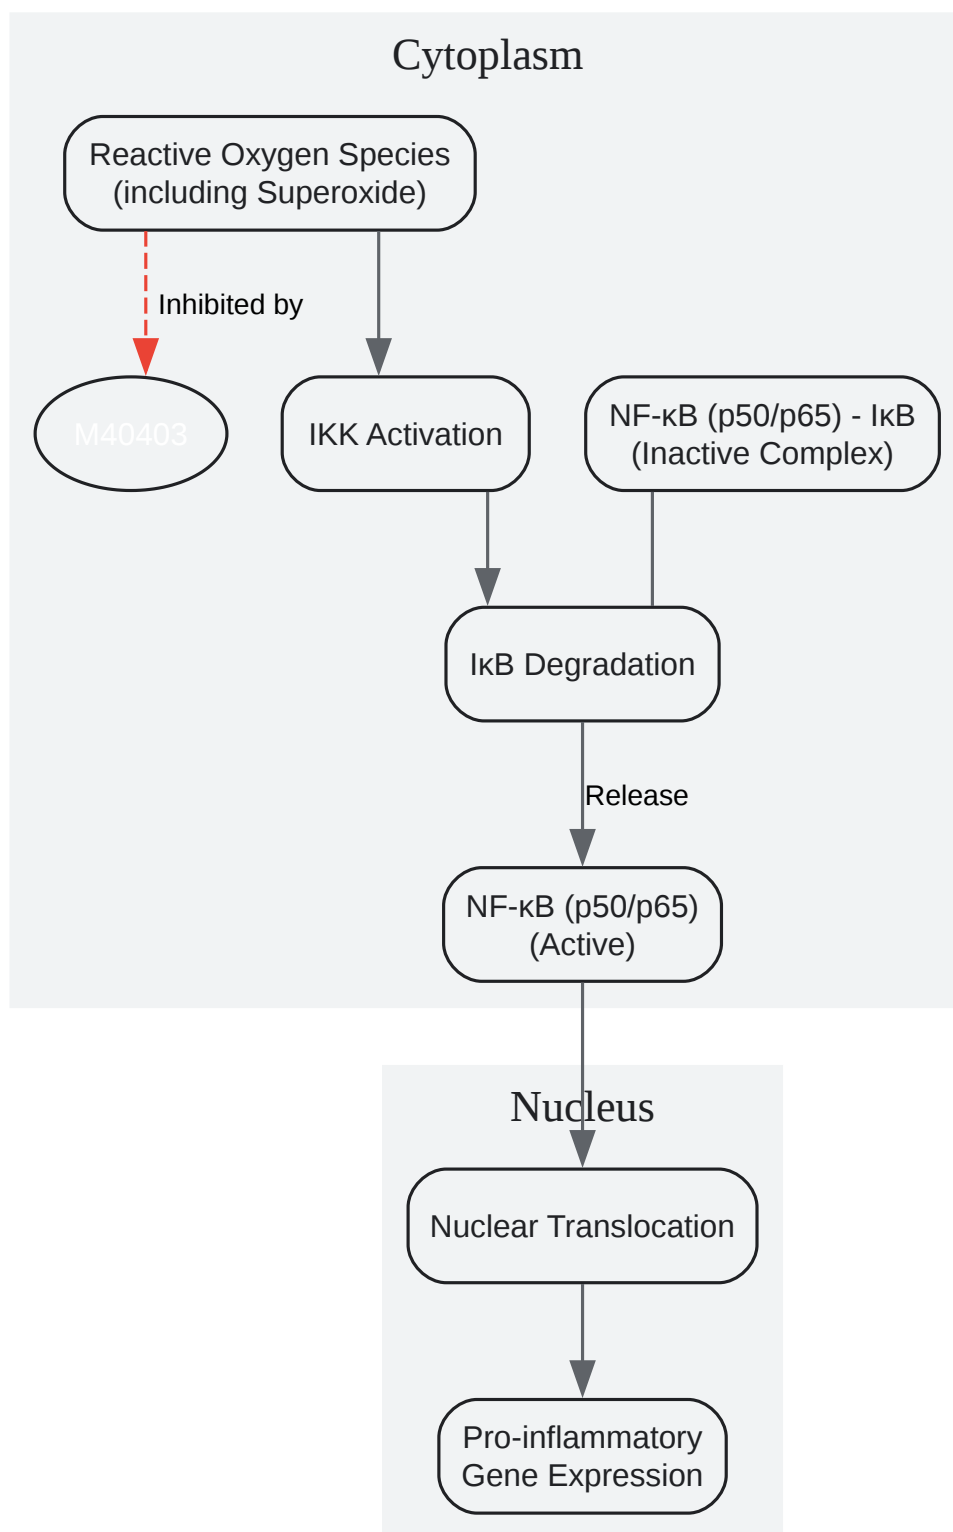 Cytoplasm
Reactive Oxygen Species
(including Superoxide)
Inhibited by
M40403
IKK Activation
NF-κB (p50/p65) - IκB
(Inactive Complex)
IκB Degradation
Release
NF-κB (p50/p65)
(Active)
Nucleus
Nuclear Translocation
Pro-inflammatory
Gene Expression